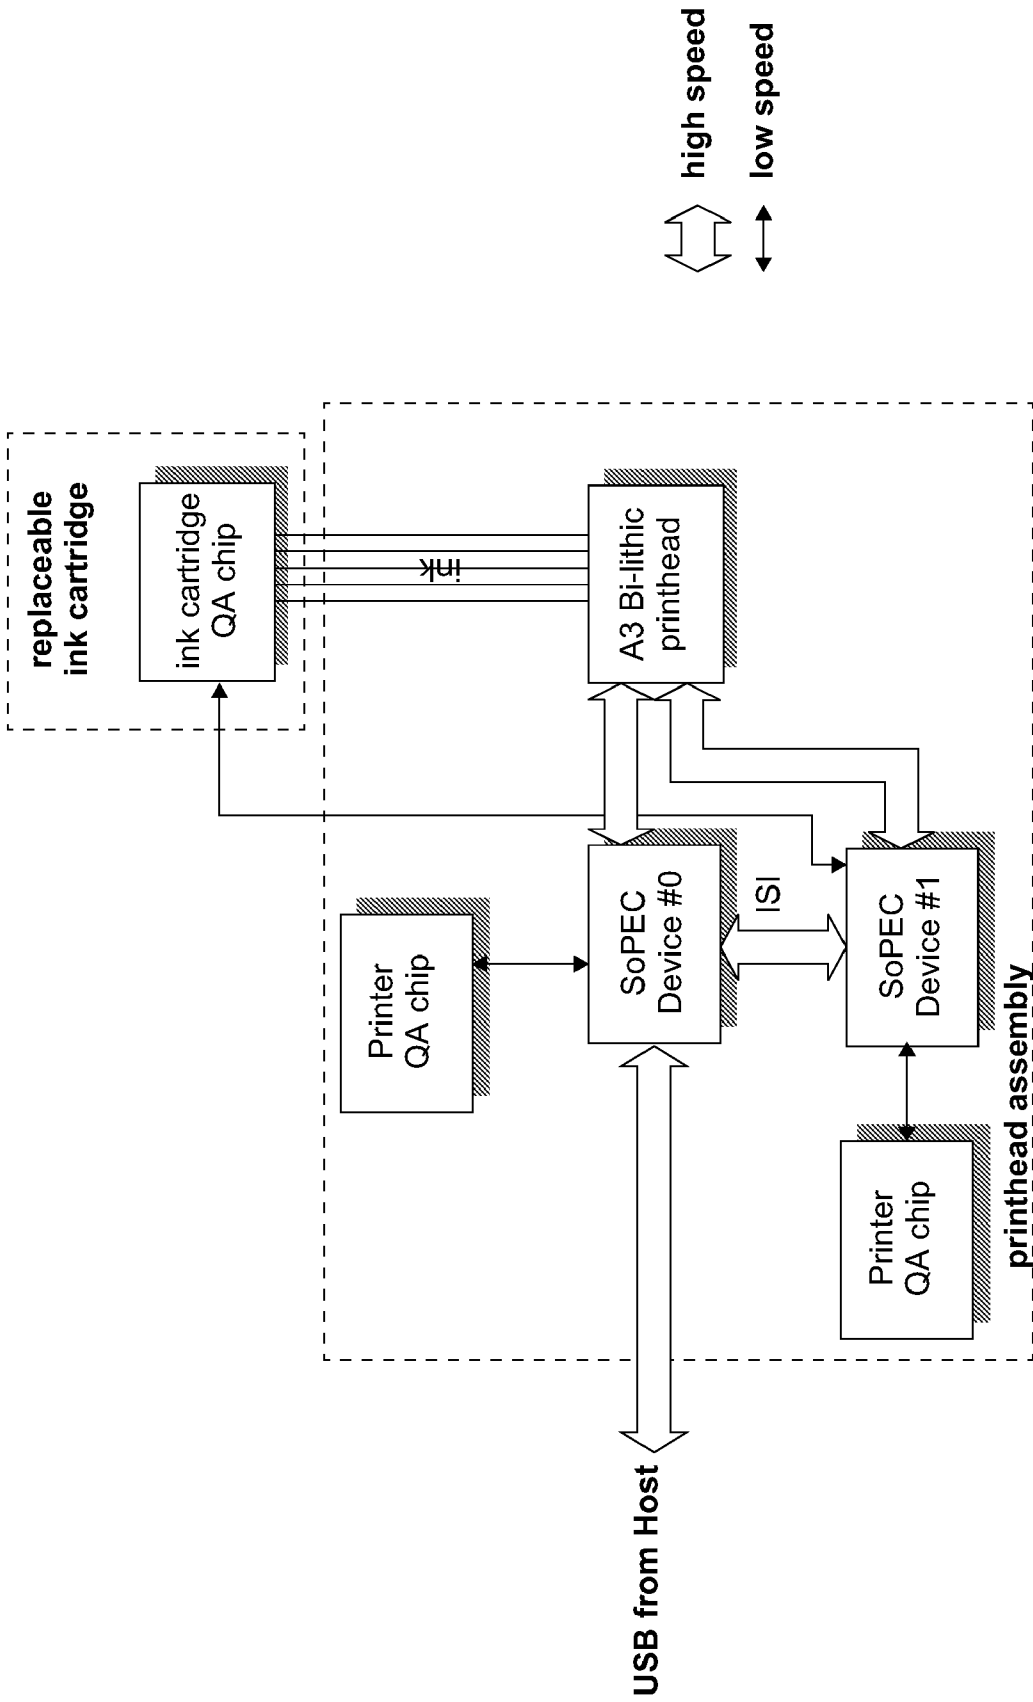 replaceable
ink cartridge
ink cartridge
QA chip
ink
Printer
QA chip
A3 Bi-lithic
printhead
high speed
low speed
USB from Host
SoPEC
Device #0
ISI
Printer
QA chip
SoPEC
Device #1
printhead assembly